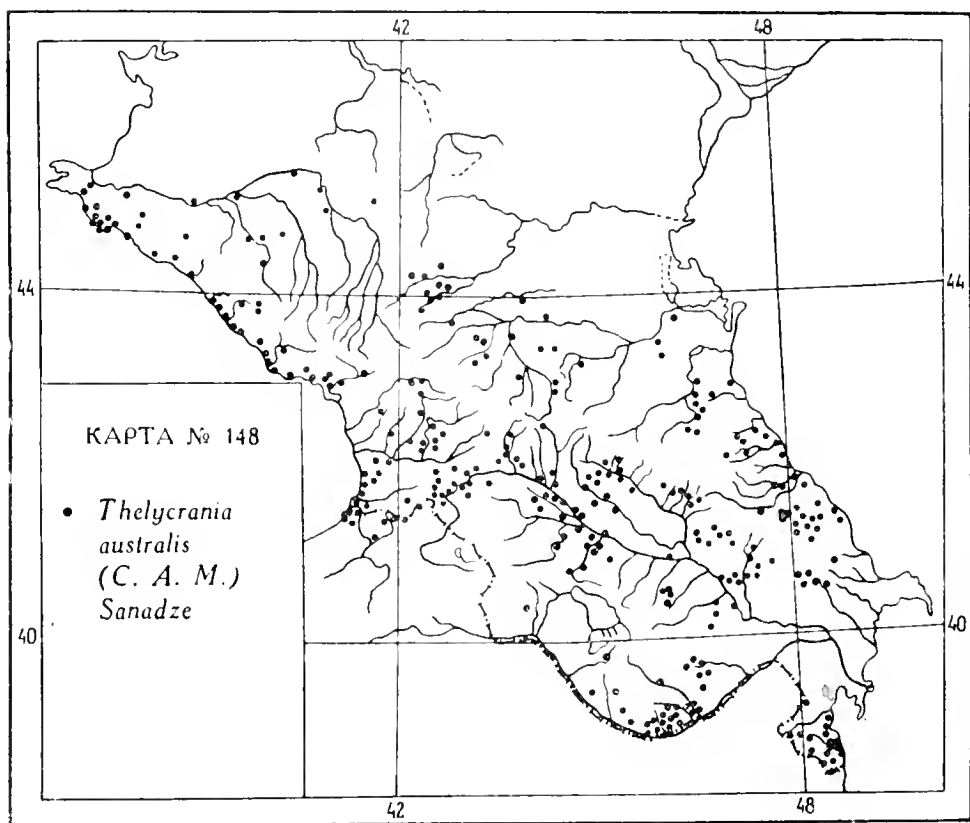 42 48
44 44
КАРТА № 148
Thelycrania
australis
(C. A. M.)
Sanadze
40 40
42 48